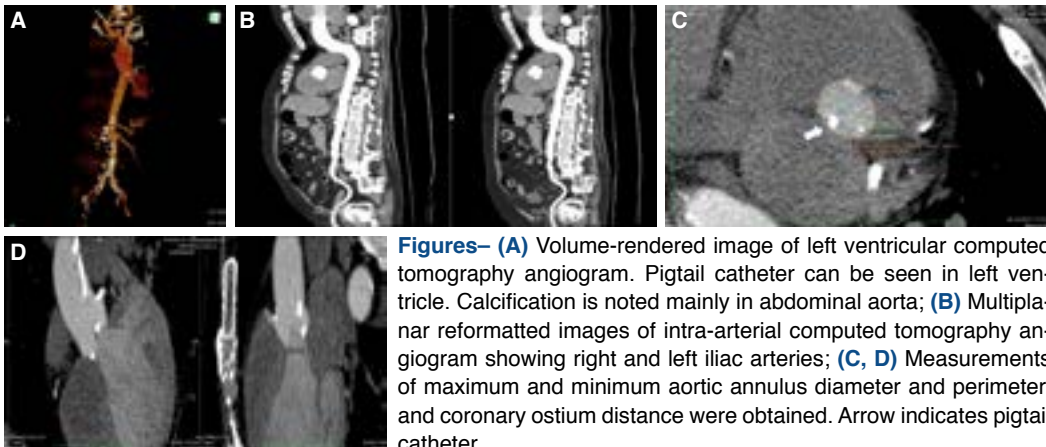 A
B
C
D
Figures– (A) Volume-rendered image of left ventricular computed
tomography angiogram. Pigtail catheter can be seen in left ven-
tricle. Calcification is noted mainly in abdominal aorta; (B) Multipla-
nar reformatted images of intra-arterial computed tomography an-
giogram showing right and left iliac arteries; (C, D) Measurements
of maximum and minimum aortic annulus diameter and perimeter
and coronary ostium distance were obtained. Arrow indicates pigtai
catheter